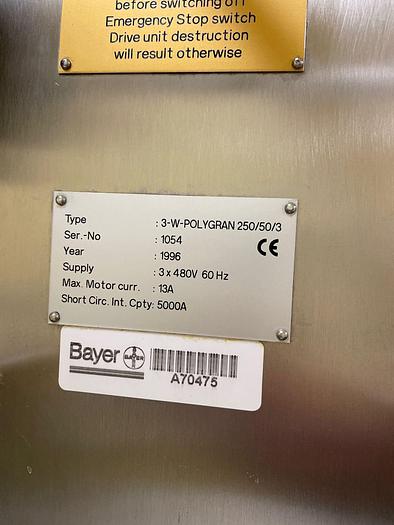 before switching off
Emergency Stop switch
Drive unit destruction
will result otherwise
Type : 3-W-POLYGRAN 250/50/3
Ser.-No : 1054 CE
Year : 1996
Supply : 3 x 480V 60 Hz
Max. Motor curr. : 13A
Short Circ. Int. Cpty: 5000A
Bayer BAYER
A70475